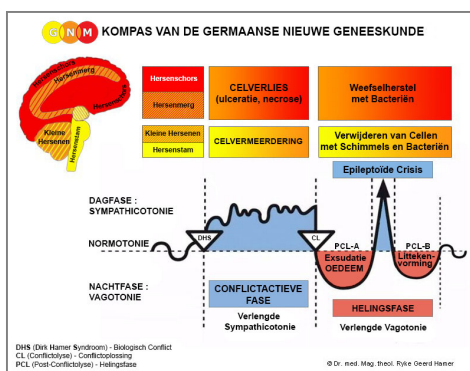 GNM KOMPAS VAN DE GERMAANSE NIEUWE GENEESKUNDE
Hersenschors
Hersenmerg
Hersenschors
Kleine
Hersenen
Hersenstam
Hersenschors
Hersenmerg
CELVERLIES
(ulceratie, necrose)
Weefselherstel
met Bacteriën
Kleine Hersenen
Hersenstam
CELVERMEERDERING
Verwijderen van Cellen
met Schimmels en Bacteriën
Epileptoïde Crisis
DAGFASE :
SYMPATHICOTONIE
NORMOTONIE
DHS
CL
PCL-A
Exsudatie
OEDEEM
PCL-B
Litteken-
vorming
NACHTFASE :
VAGOTONIE
CONFLICTACTIEVE
FASE
Verlengde
Sympathicotonie
HELINGSFASE
Verlengde Vagotonie
DHS (Dirk Hamer Syndroom) - Biologisch Conflict
CL (Conflictolyse) - Conflictoplossing
PCL (Post-Conflictolyse) - Helingsfase
© Dr. med. Mag. theol. Ryke Geerd Hamer